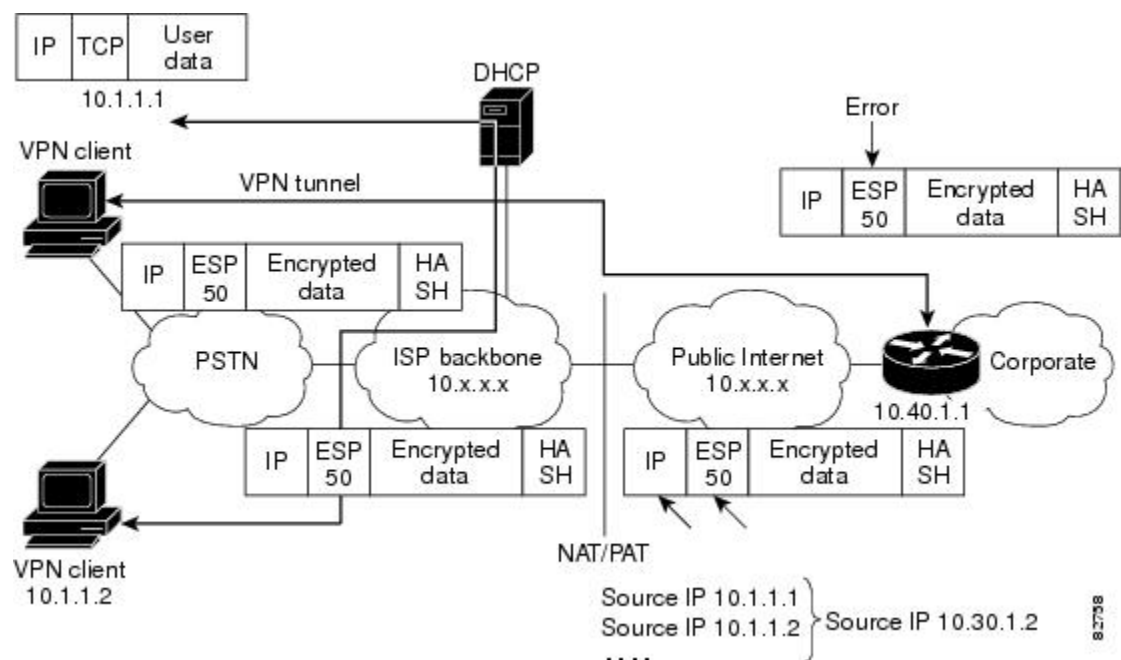 IP TCP User data
10.1.1.1
VPN client
DHCP
Error
IP ESP 50 Encrypted data HA SH
VPN tunnel
IP ESP 50 Encrypted data HA SH
PSTN
ISP backbone
10.x.x.x
Public Internet
10.x.x.x
Corporate
10.40.1.1
IP ESP 50 Encrypted data HA SH
IP ESP 50 Encrypted data HA SH
VPN client
10.1.1.2
NAT/PAT
Source IP 10.1.1.1
Source IP 10.1.1.2
Source IP 10.30.1.2
....
82758